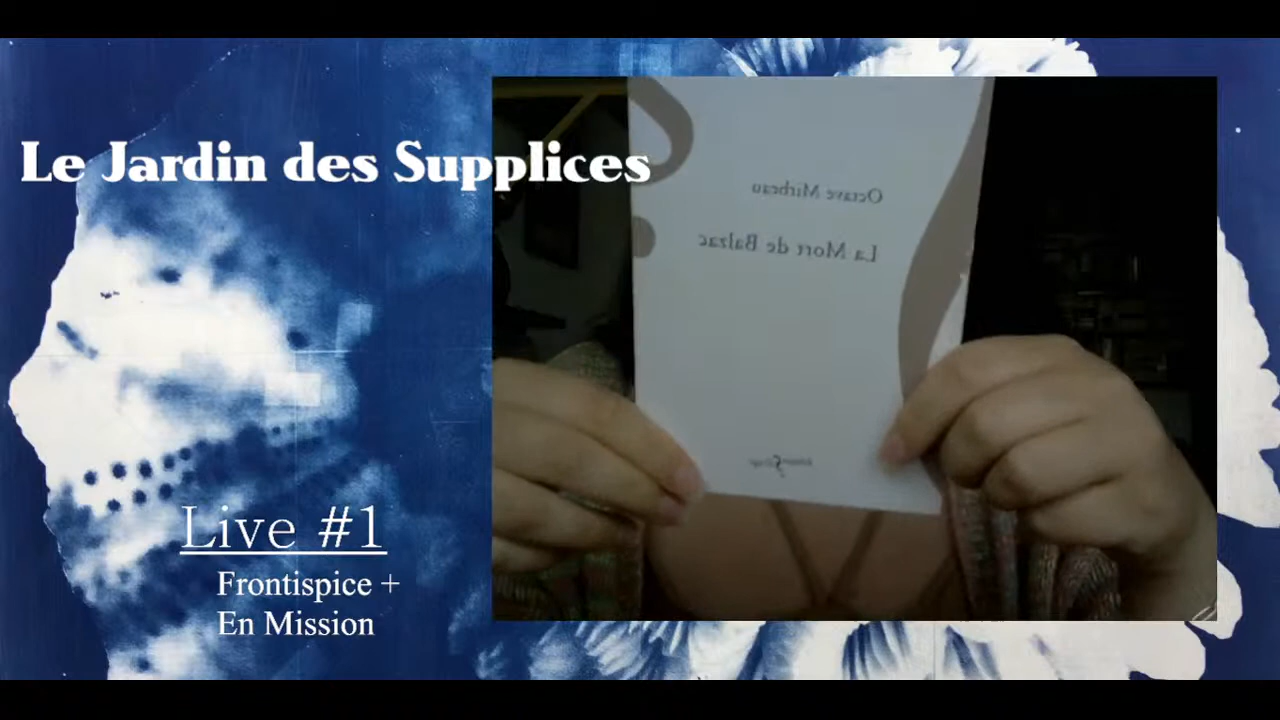 Le Jardin des Supplices
Octave Mirbeau
La Mort de Balzac
Live #1
Frontispice +
En Mission